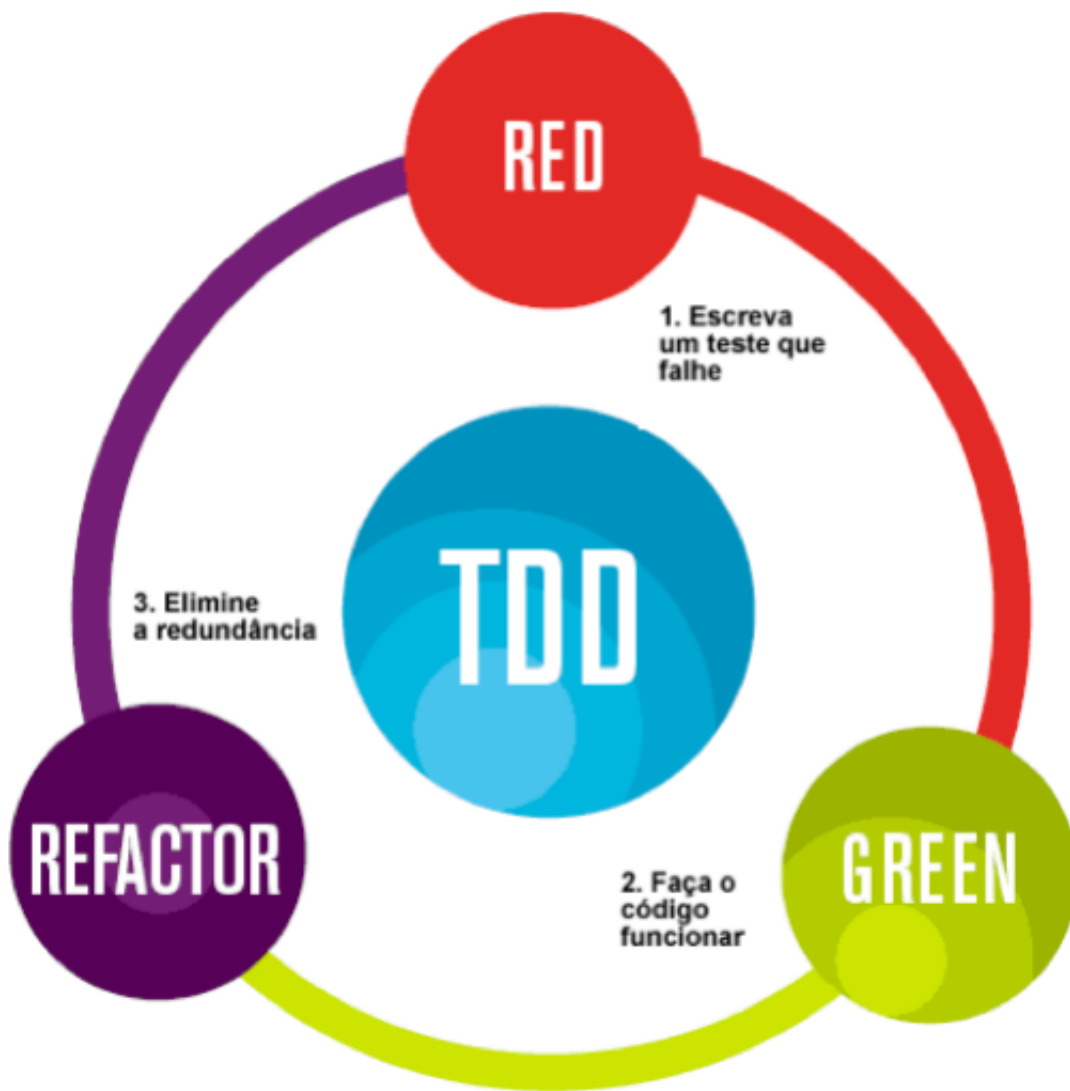 RED
1. Escreva
um teste que
falhe
TDD
3. Elimine
a redundância
REFACTOR
GREEN
2. Faça o
código
funcionar